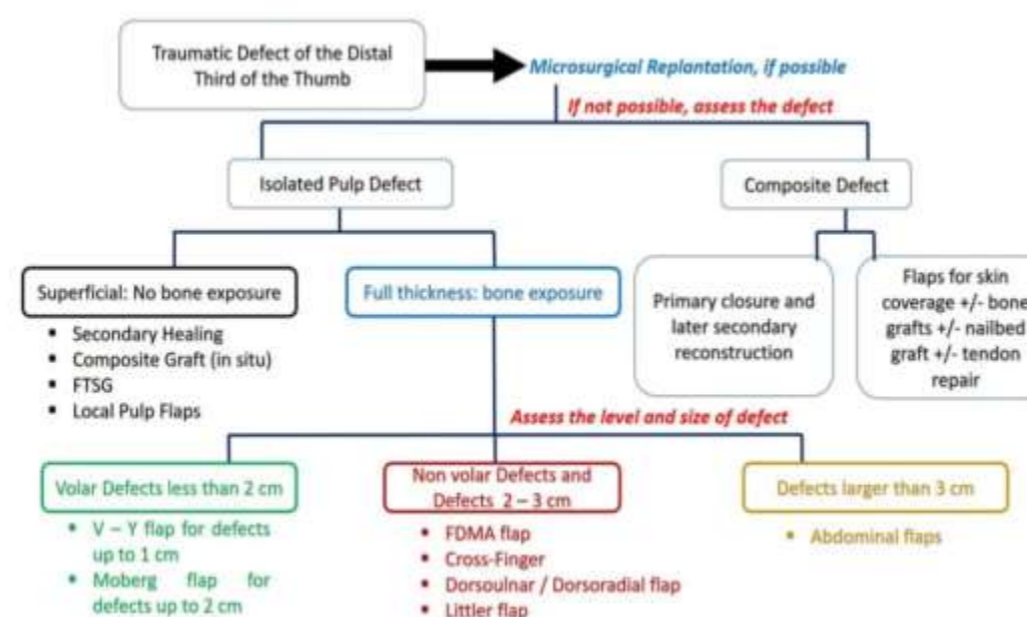 Traumatic Defect of the Distal
Third of the Thumb
Microsurgical Replantation, if possible
If not possible, assess the defect
Isolated Pulp Defect
Composite Defect
Superficial: No bone exposure
▪ Secondary Healing
▪ Composite Graft (in situ)
▪ FTSG
▪ Local Pulp Flaps
Full thickness: bone exposure
Primary closure and
later secondary
reconstruction
Flaps for skin
coverage +/- bone
grafts +/- nailbed
graft +/- tendon
repair
Assess the level and size of defect
Volar Defects less than 2 cm
▪ V – Y flap for defects
up to 1 cm
▪ Moberg flap for
defects up to 2 cm
Non volar Defects and
Defects 2 – 3 cm
▪ FDMA flap
▪ Cross-Finger
▪ Dorsoulnar / Dorsoradial flap
▪ Littler flap
Defects larger than 3 cm
▪ Abdominal flaps